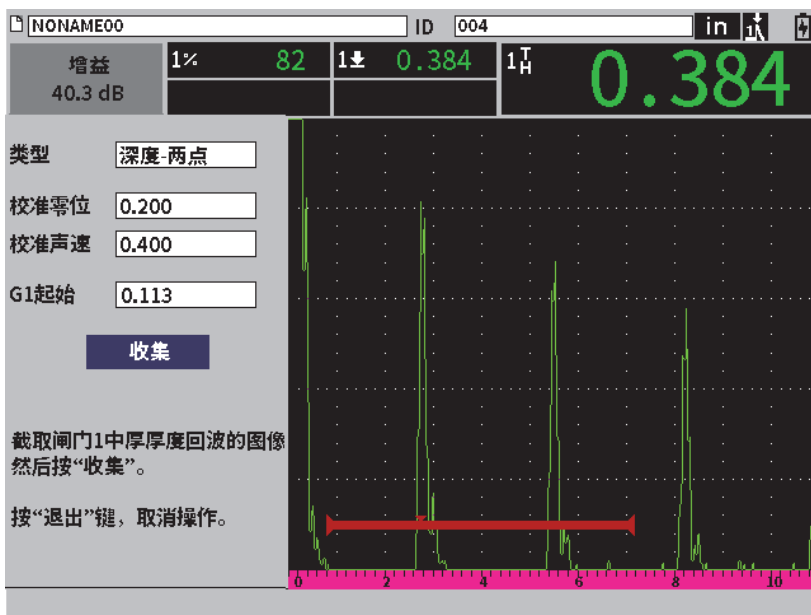 NONAME00 ID 004 in
增益
40.3 dB
1% 82
1 0.384
1 T H 0.384
类型 深度-两点
校准零位 0.200
校准声速 0.400
G1起始 0.113
收集
截取闸门1中厚厚度回波的图像
然后按“收集”。
按“退出”键，取消操作。
0 2 4 6 8 10